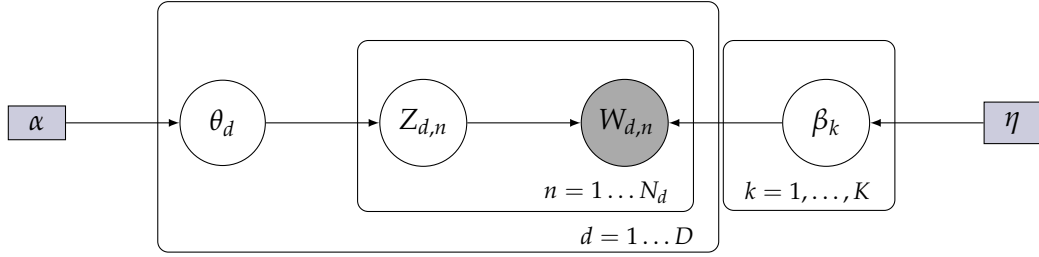 α θ_d Z_{d,n} W_{d,n} β_k η
n = 1 . . . N_d
k = 1, . . . , K
d = 1 . . . D